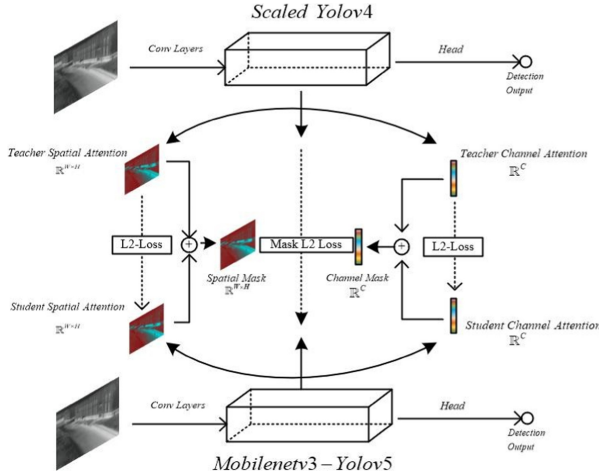 Scaled Yolov4
Conv Layers
Head
Detection
Output
Teacher Spatial Attention
ℝ^{W×H}
Teacher Channel Attention
ℝ^C
L2-Loss
+
Mask L2 Loss
+
L2-Loss
Spatial Mask
ℝ^{W×H}
Channel Mask
ℝ^C
Student Spatial Attention
ℝ^{W×H}
Student Channel Attention
ℝ^C
Conv Layers
Head
Detection
Output
Mobilenetv3 – Yolov5